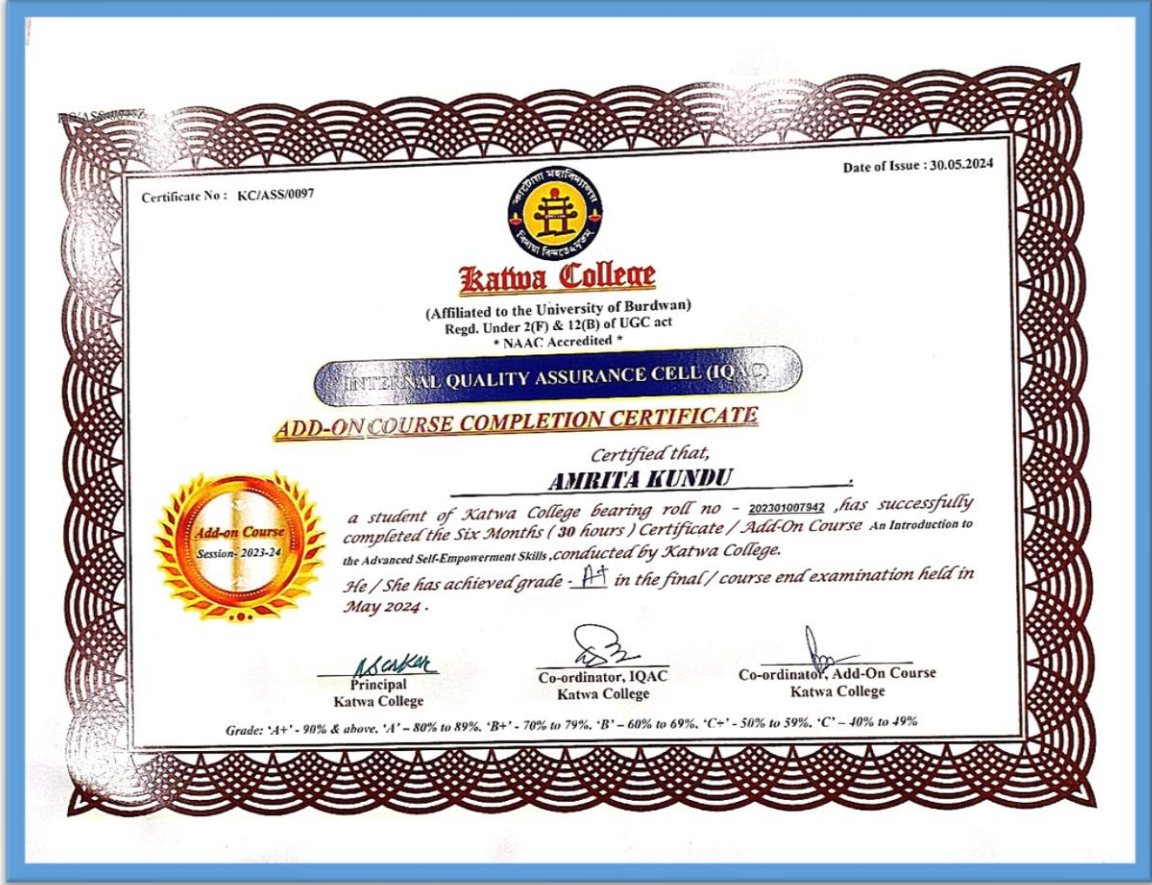 Certificate No : KC/ASS/0097
Date of Issue : 30.05.2024
কাটোয়া মহাবিদ্যালয়
Katwa College
(Affiliated to the University of Burdwan)
Regd. Under 2(F) & 12(B) of UGC act
* NAAC Accredited *
INTERNAL QUALITY ASSURANCE CELL (IQAC)
ADD-ON COURSE COMPLETION CERTIFICATE
Certified that,
AMRITA KUNDU .
a student of Katwa College bearing roll no - 202301007942 ,has successfully
completed the Six Months ( 30 hours ) Certificate / Add-On Course An Introduction to
the Advanced Self-Empowerment Skills ,conducted by Katwa College.
He / She has achieved grade - A+ in the final / course end examination held in
May 2024 .
Add-on Course
Session- 2023-24
Principal
Katwa College
Co-ordinator, IQAC
Katwa College
Co-ordinator, Add-On Course
Katwa College
Grade: 'A+' - 90% & above, 'A' – 80% to 89%, 'B+' - 70% to 79%, 'B' – 60% to 69%, 'C+' - 50% to 59%, 'C' – 40% to 49%